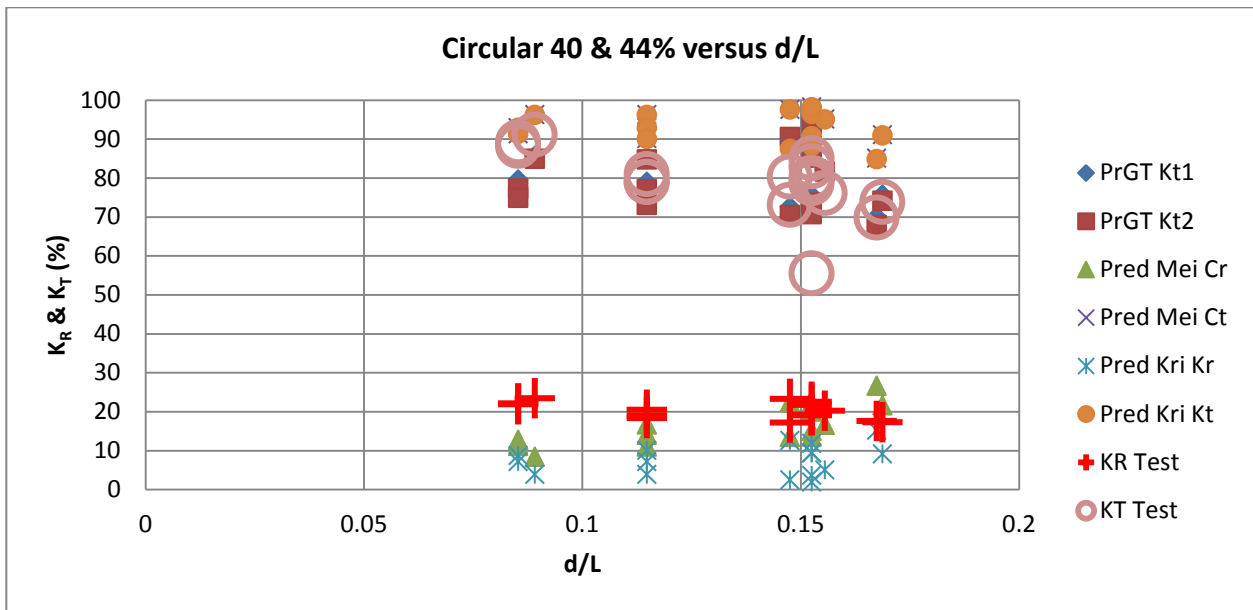 Circular 40 & 44% versus d/L
K_R & K_T (%)
100
90
80
70
60
50
40
30
20
10
0
0 0.05 0.1 0.15 0.2
d/L
PrGT Kt1
PrGT Kt2
Pred Mei Cr
Pred Mei Ct
Pred Kri Kr
Pred Kri Kt
KR Test
KT Test